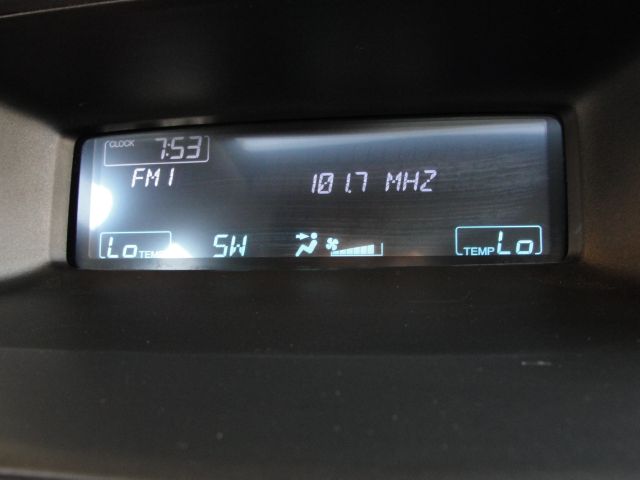 CLOCK 7:53
FM1 101.7 MHZ
Lo TEMP SW TEMP Lo